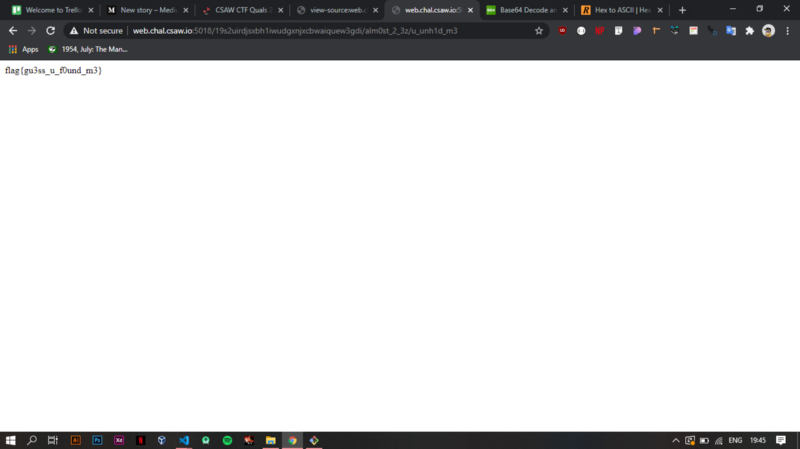 Welcome to Trello
New story – Medi
CSAW CTF Quals 2
view-source:web.c
web.chal.csaw.io:5
Base64 Decode an
Hex to ASCII | Hex
Not secure | web.chal.csaw.io:5018/19s2uirdjsxbh1iwudgxnjxcbwaiquew3gdi/alm0st_2_3z/u_unh1d_m3
Apps 1954, July: The Man...
flag{gu3ss_u_f0und_m3}
ENG 19:45